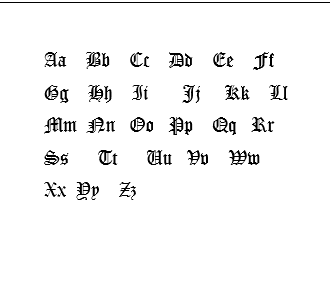 Aa Bb Cc Dd Ee Ff
Gg Hh Ii Jj Kk Ll
Mm Nn Oo Pp Qq Rr
Ss Tt Uu Vv Ww
Xx Yy Zz